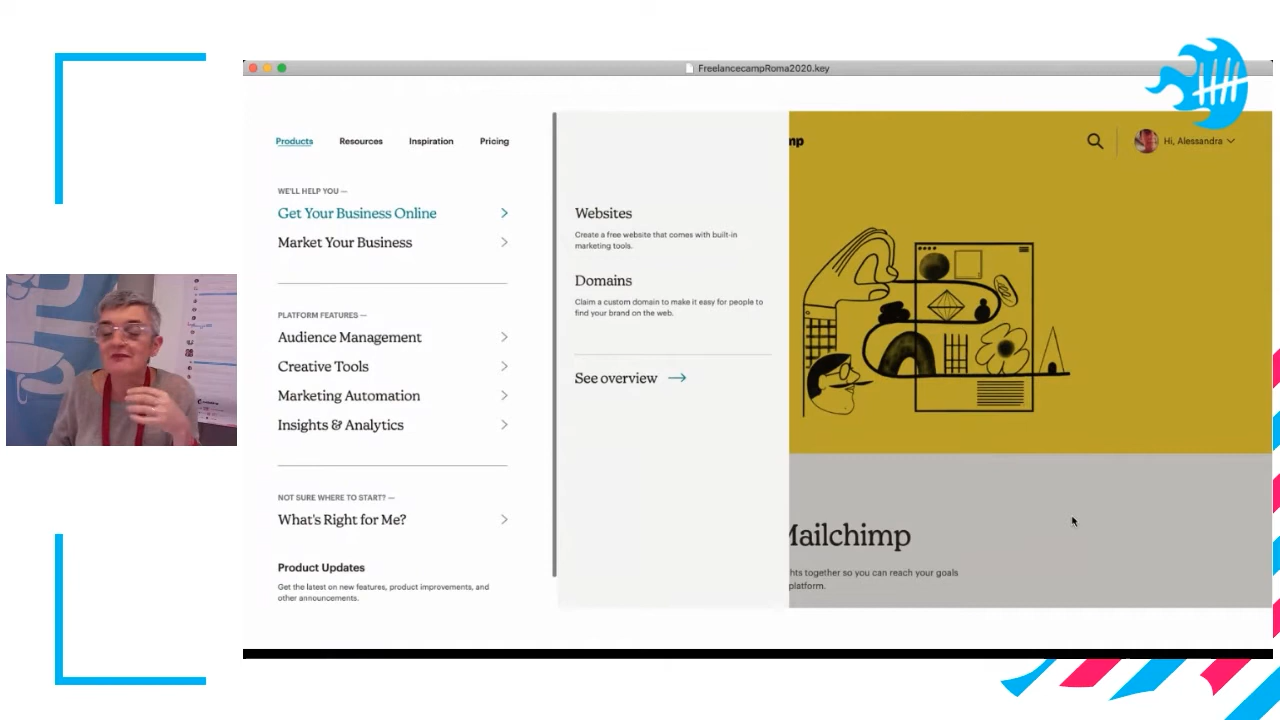 FreelancecampRoma2020.key
Products Resources Inspiration Pricing
mp
Hi, Alessandra
WE'LL HELP YOU —
Get Your Business Online
Market Your Business
PLATFORM FEATURES —
Audience Management
Creative Tools
Marketing Automation
Insights & Analytics
NOT SURE WHERE TO START? —
What's Right for Me?
Product Updates
Get the latest on new features, product improvements, and
other announcements.
Websites
Create a free website that comes with built-in
marketing tools.
Domains
Claim a custom domain to make it easy for people to
find your brand on the web.
See overview
Mailchimp
hts together so you can reach your goals
platform.